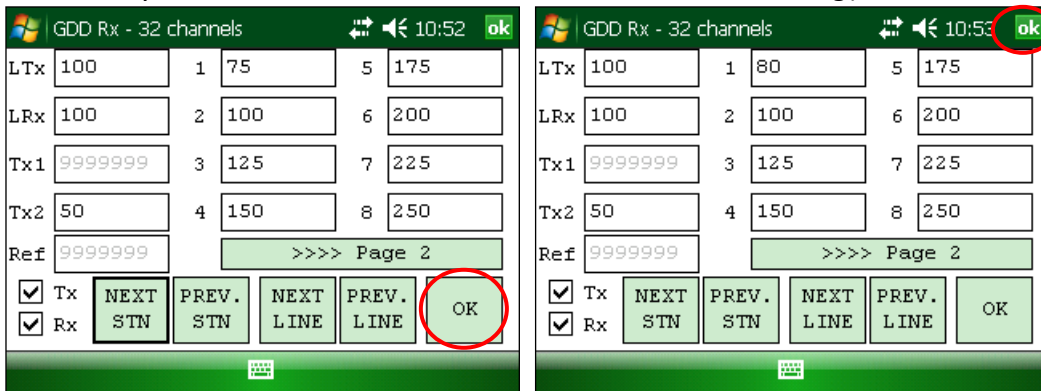 GDD Rx - 32 channels 10:52 ok
LTx 100 1 75 5 175
LRx 100 2 100 6 200
Tx1 9999999 3 125 7 225
Tx2 50 4 150 8 250
Ref 9999999 >>>> Page 2
Tx NEXT PREV. NEXT PREV. OK
Rx STN STN LINE LINE
GDD Rx - 32 channels 10:53 ok
LTx 100 1 80 5 175
LRx 100 2 100 6 200
Tx1 9999999 3 125 7 225
Tx2 50 4 150 8 250
Ref 9999999 >>>> Page 2
Tx NEXT PREV. NEXT PREV. OK
Rx STN STN LINE LINE